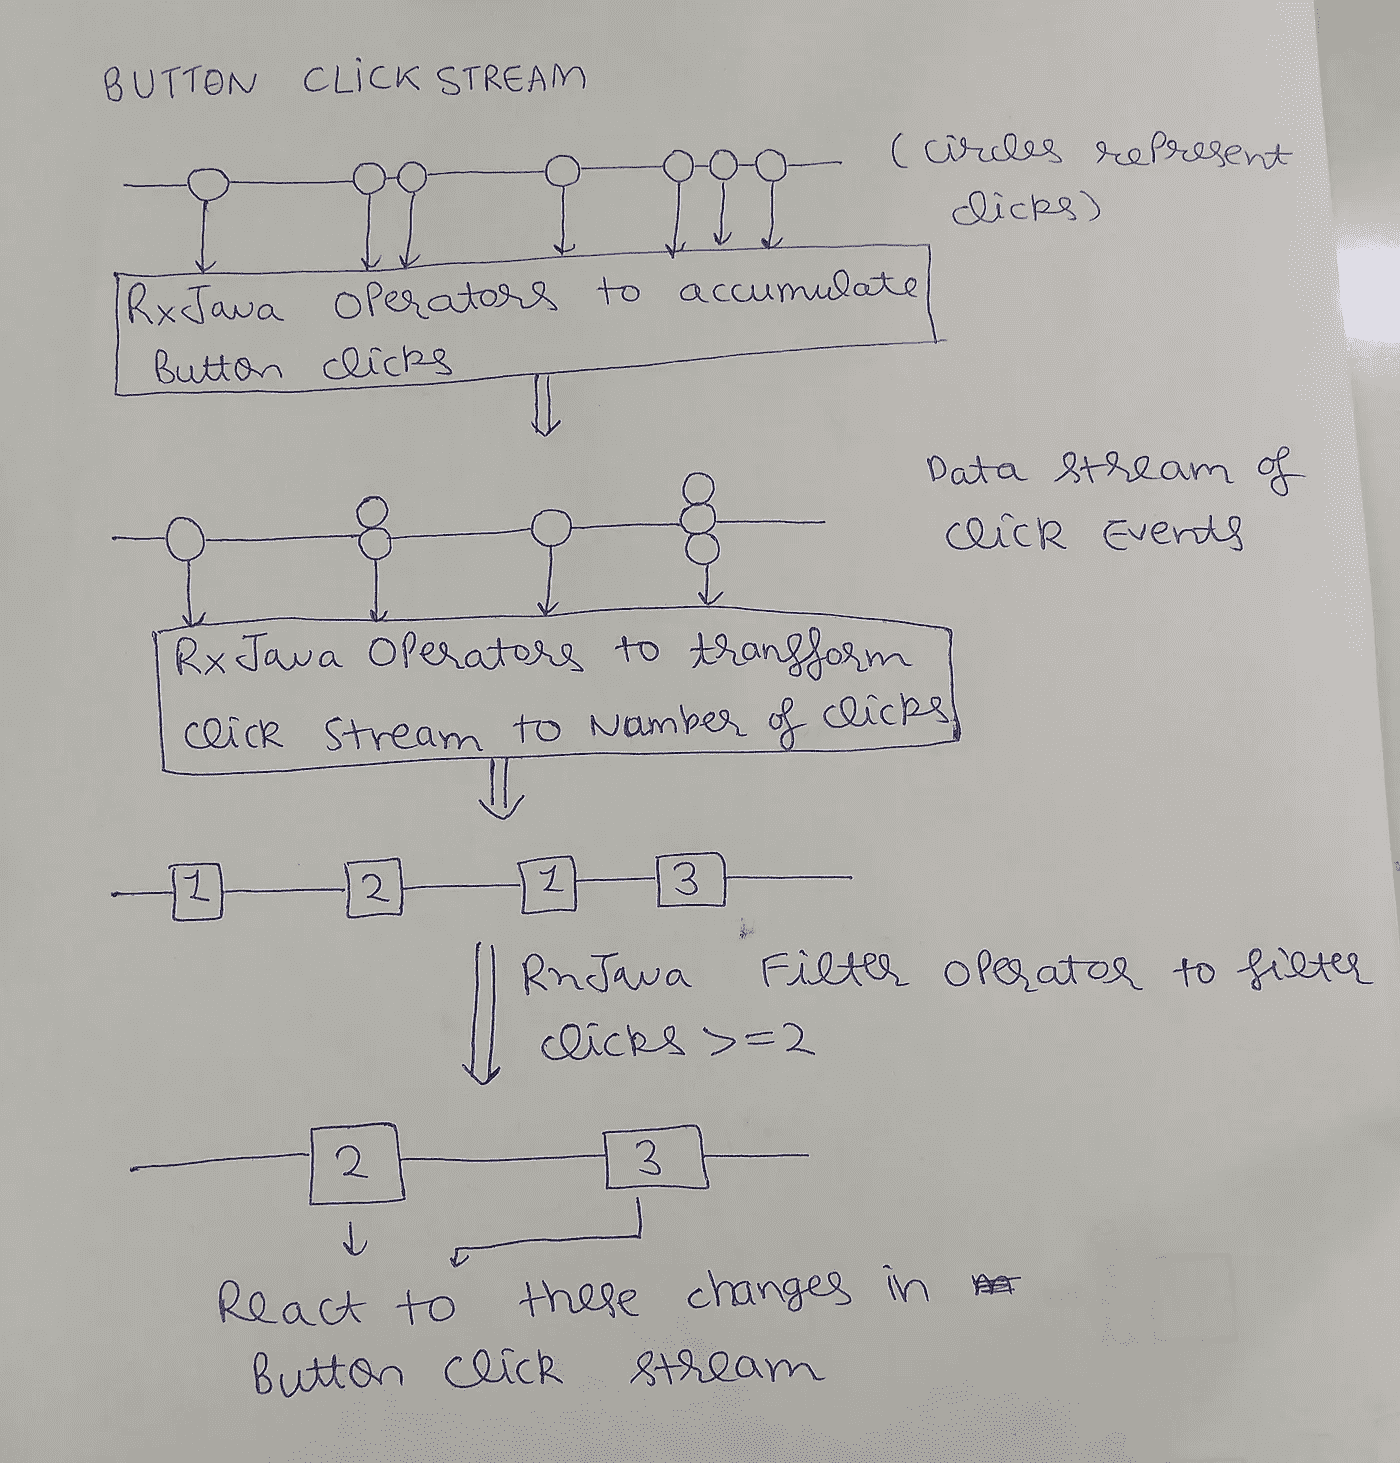 BUTTON CLICK STREAM
(circles represent
clicks)
RxJava operators to accumulate
Button clicks
Data stream of
click Events
RxJava Operators to transform
click stream to Number of clicks
1 2 1 3
RxJava Filter operator to filter
clicks >=2
2 3
React to these changes in
Button click stream